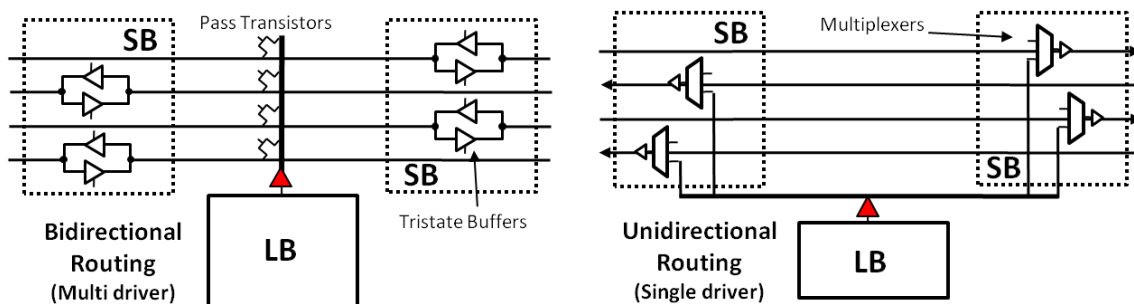 Pass Transistors
SB
SB
Tristate Buffers
LB
Bidirectional
Routing
(Multi driver)
Multiplexers
SB
SB
LB
Unidirectional
Routing
(Single driver)